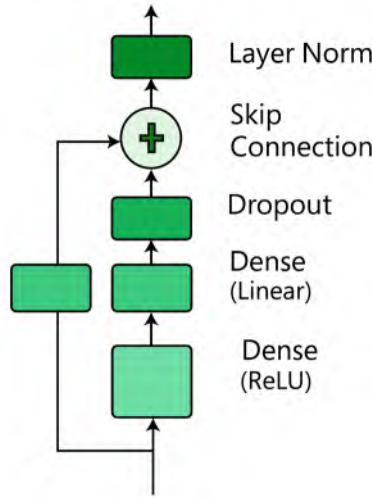 Layer Norm
Skip
Connection
Dropout
Dense
(Linear)
Dense
(ReLU)